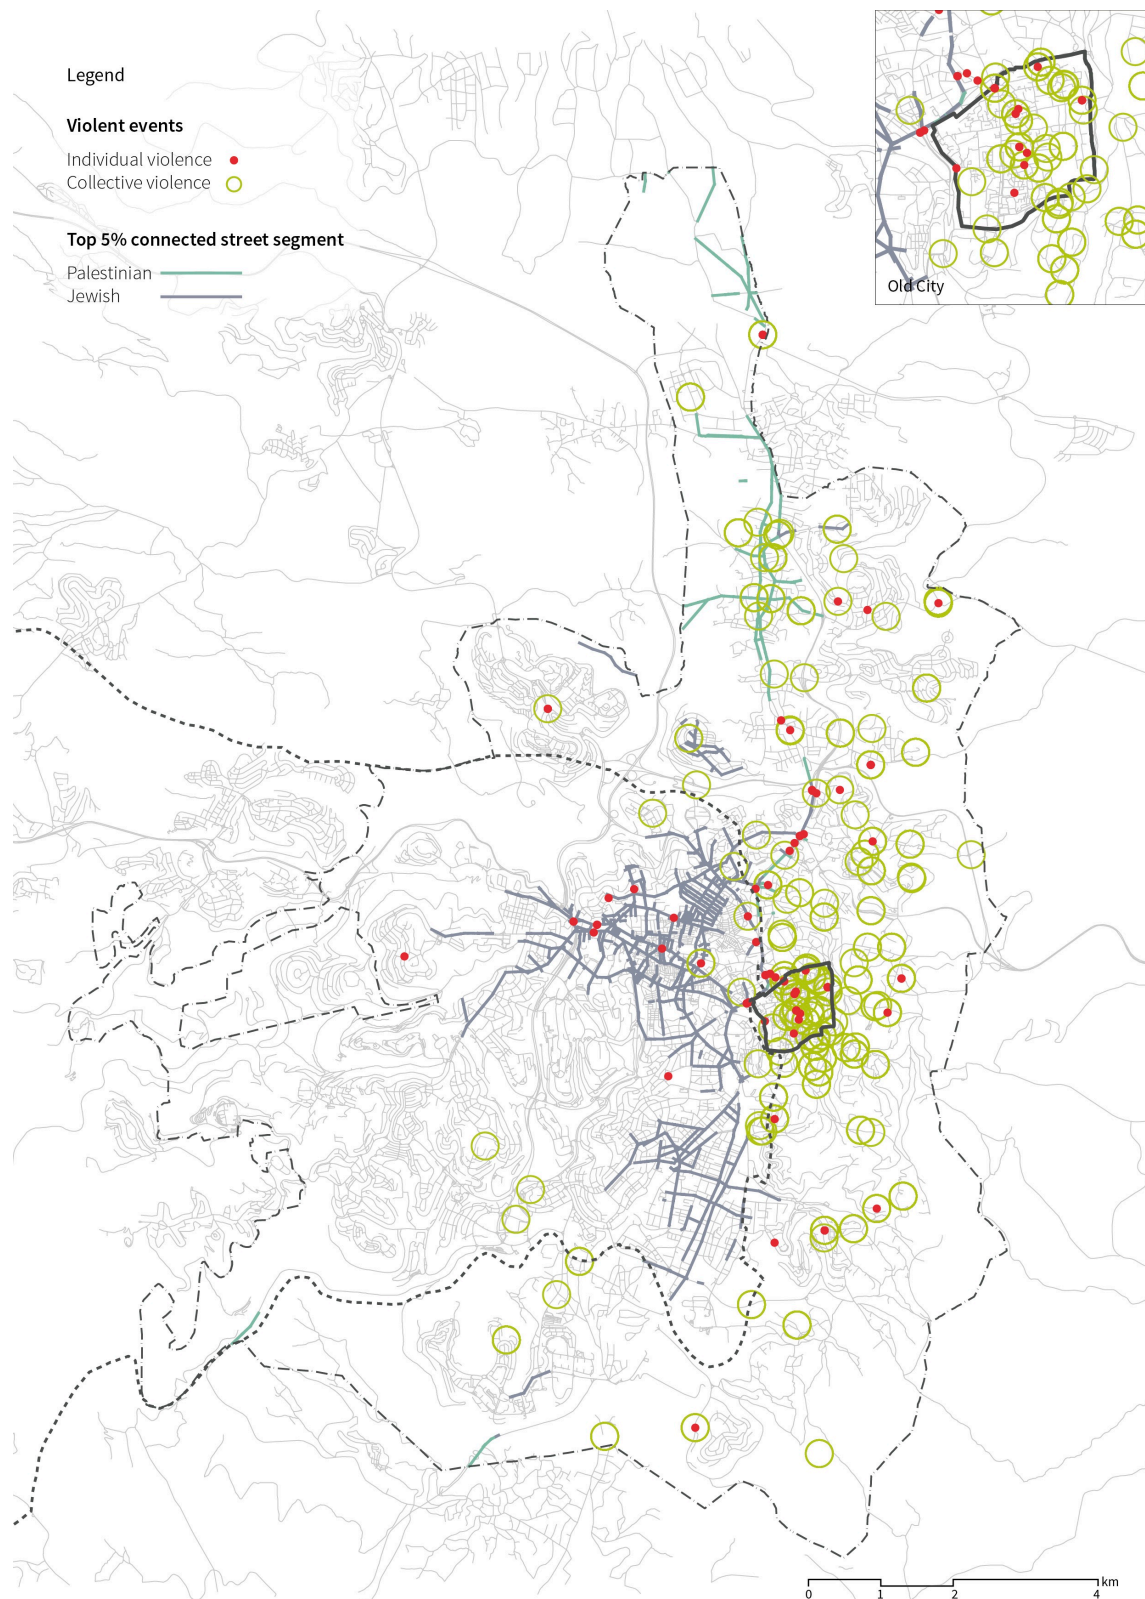 Legend
Violent events
Individual violence
Collective violence
Top 5% connected street segment
Palestinian
Jewish
Old City
km
0 1 2 4